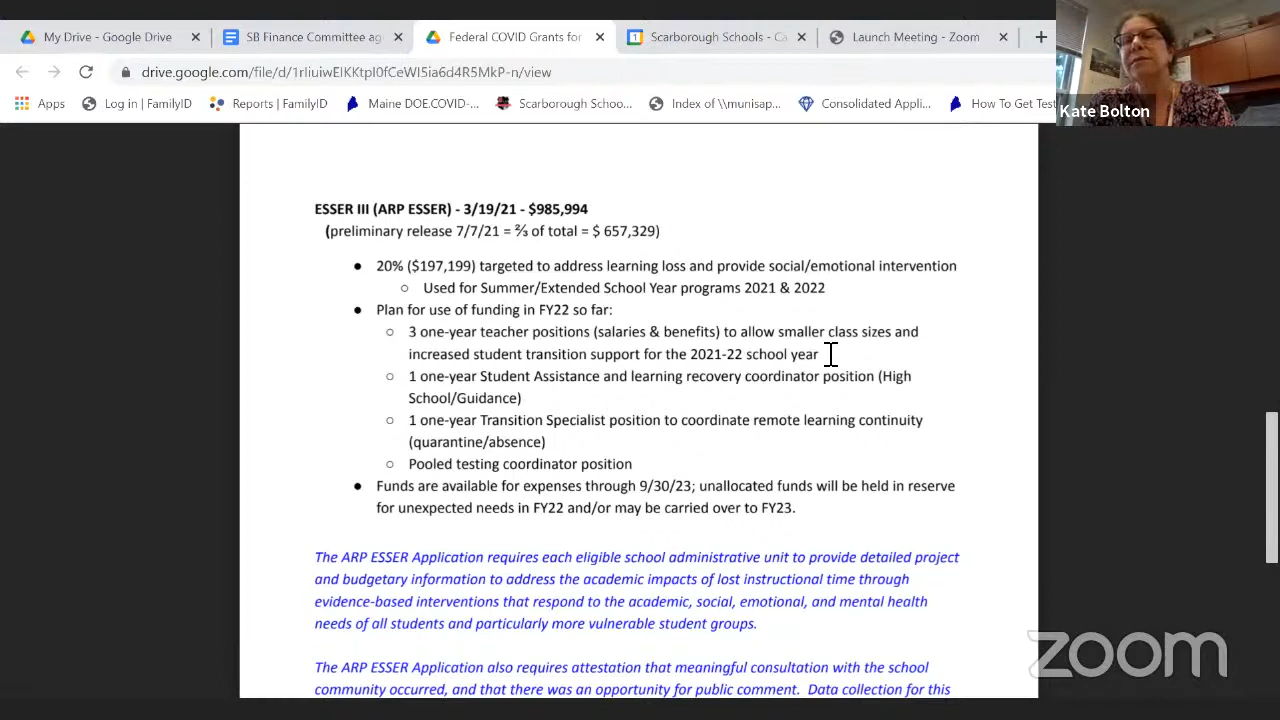 My Drive - Google Drive
SB Finance Committee ag
Federal COVID Grants for
Scarborough Schools - Ca
Launch Meeting - Zoom
Apps
Log in | FamilyID
Reports | FamilyID
Maine DOE.COVID-...
Scarborough Schoo...
Index of \\munisap...
Consolidated Appli...
How To Get Test
Kate Bolton
ESSER III (ARP ESSER) - 3/19/21 - $985,994
(preliminary release 7/7/21 = ⅔ of total = $ 657,329)
● 20% ($197,199) targeted to address learning loss and provide social/emotional intervention
○ Used for Summer/Extended School Year programs 2021 & 2022
● Plan for use of funding in FY22 so far:
○ 3 one-year teacher positions (salaries & benefits) to allow smaller class sizes and
increased student transition support for the 2021-22 school year
○ 1 one-year Student Assistance and learning recovery coordinator position (High
School/Guidance)
○ 1 one-year Transition Specialist position to coordinate remote learning continuity
(quarantine/absence)
○ Pooled testing coordinator position
● Funds are available for expenses through 9/30/23; unallocated funds will be held in reserve
for unexpected needs in FY22 and/or may be carried over to FY23.
The ARP ESSER Application requires each eligible school administrative unit to provide detailed project
and budgetary information to address the academic impacts of lost instructional time through
evidence-based interventions that respond to the academic, social, emotional, and mental health
needs of all students and particularly more vulnerable student groups.
The ARP ESSER Application also requires attestation that meaningful consultation with the school
community occurred, and that there was an opportunity for public comment. Data collection for this
zoom